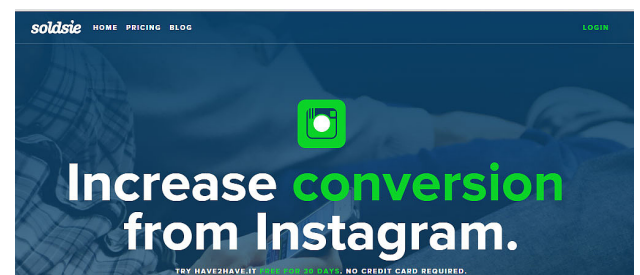 soldsie HOME PRICING BLOG LOGIN
Increase conversion
from Instagram.
TRY HAVE2HAVE.IT FREE FOR 30 DAYS. NO CREDIT CARD REQUIRED.